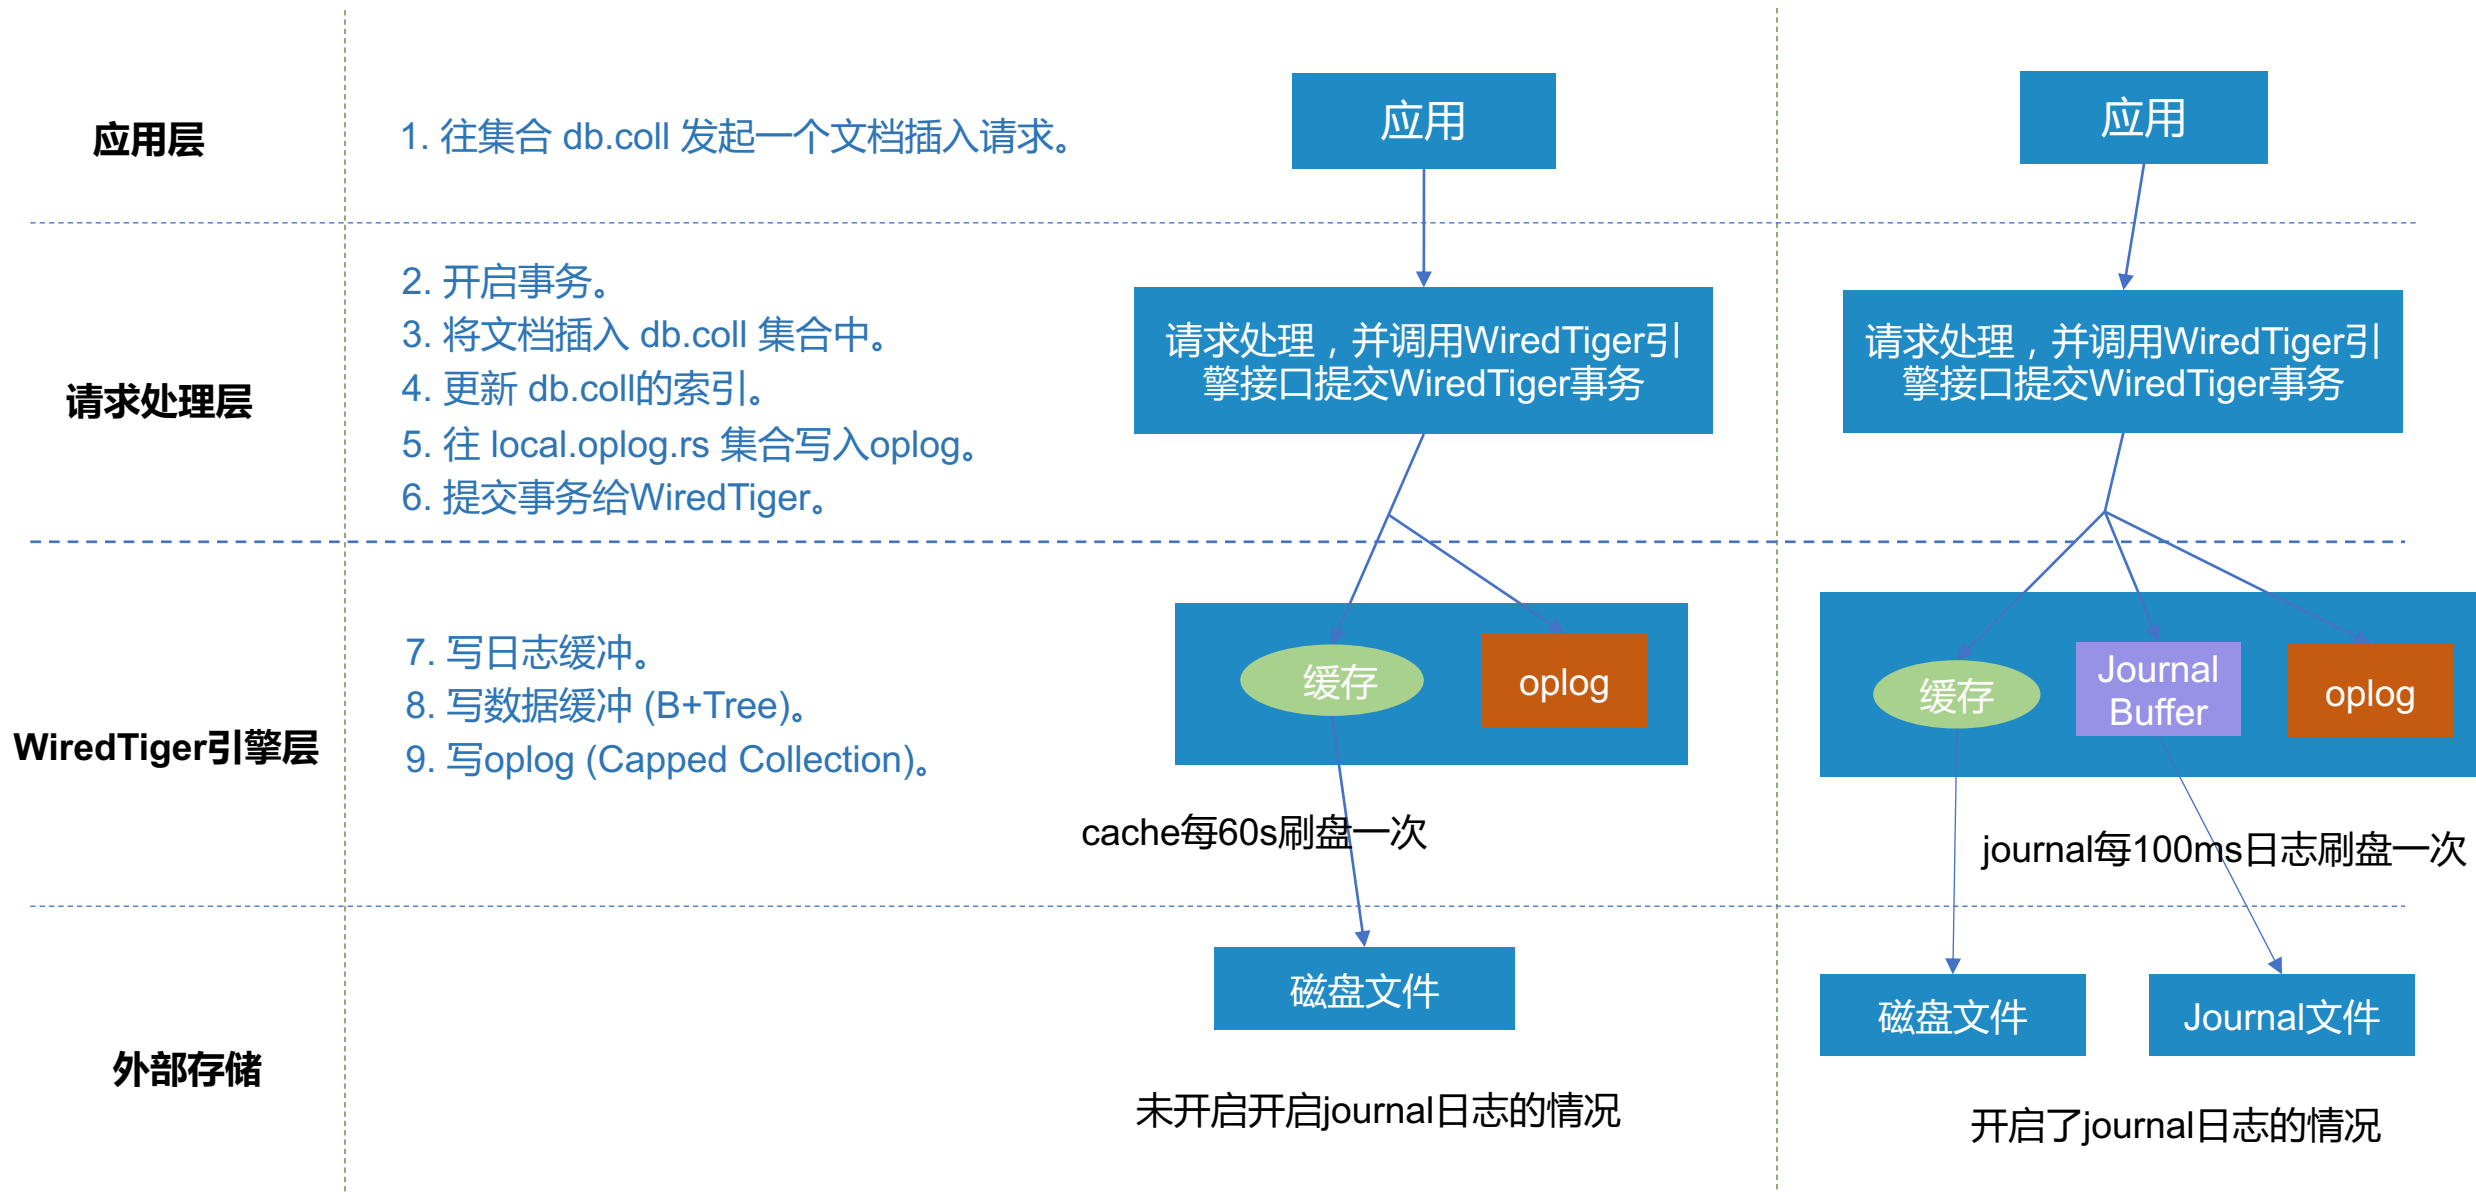 应用层
1. 往集合 db.coll 发起一个文档插入请求。
应用
应用
请求处理层
2. 开启事务。
3. 将文档插入 db.coll 集合中。
4. 更新 db.coll的索引。
5. 往 local.oplog.rs 集合写入oplog。
6. 提交事务给WiredTiger。
请求处理，并调用WiredTiger引
擎接口提交WiredTiger事务
请求处理，并调用WiredTiger引
擎接口提交WiredTiger事务
WiredTiger引擎层
7. 写日志缓冲。
8. 写数据缓冲 (B+Tree)。
9. 写oplog (Capped Collection)。
缓存
oplog
缓存
Journal
Buffer
oplog
cache每60s刷盘一次
journal每100ms日志刷盘一次
外部存储
磁盘文件
磁盘文件
Journal文件
未开启开启journal日志的情况
开启了journal日志的情况